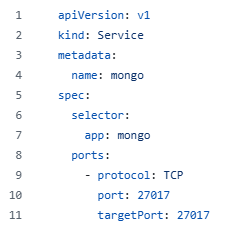 1 apiVersion: v1
2 kind: Service
3 metadata:
4   name: mongo
5 spec:
6   selector:
7     app: mongo
8   ports:
9     - protocol: TCP
10       port: 27017
11       targetPort: 27017